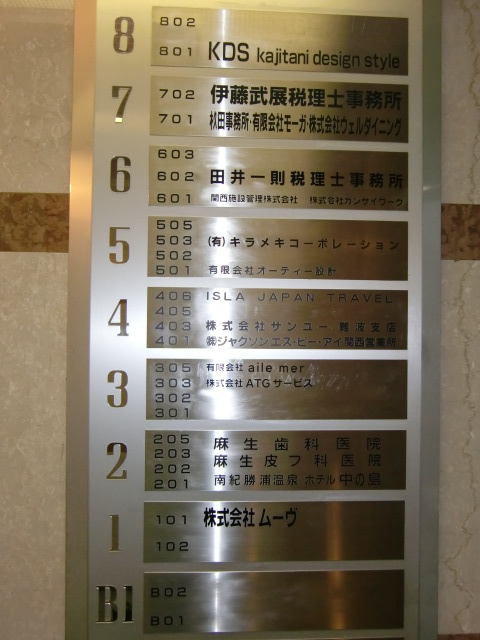 8
802
801 KDS kajitani design style
7
702 伊藤武展税理士事務所
701 松田事務所・有限会社モーガ・株式会社ウェルダイニング
6
603
602 田井一則税理士事務所
601 関西施設管理株式会社 株式会社カンサイワーク
5
505
503 (有)キラメキコーポレーション
502
501 有限会社オーティー設計
4
406 ISLA JAPAN TRAVEL
405
403 株式会社サンユー 難波支店
401 ㈱ジャクソンエス・ビー・アイ関西営業所
3
305 有限会社 aile mer
303 株式会社ATGサービス
302
301
2
205 麻生歯科医院
203 麻生皮フ科医院
202
201 南紀勝浦温泉 ホテル中の島
1
101 株式会社ムーヴ
102
B1
B02
B01